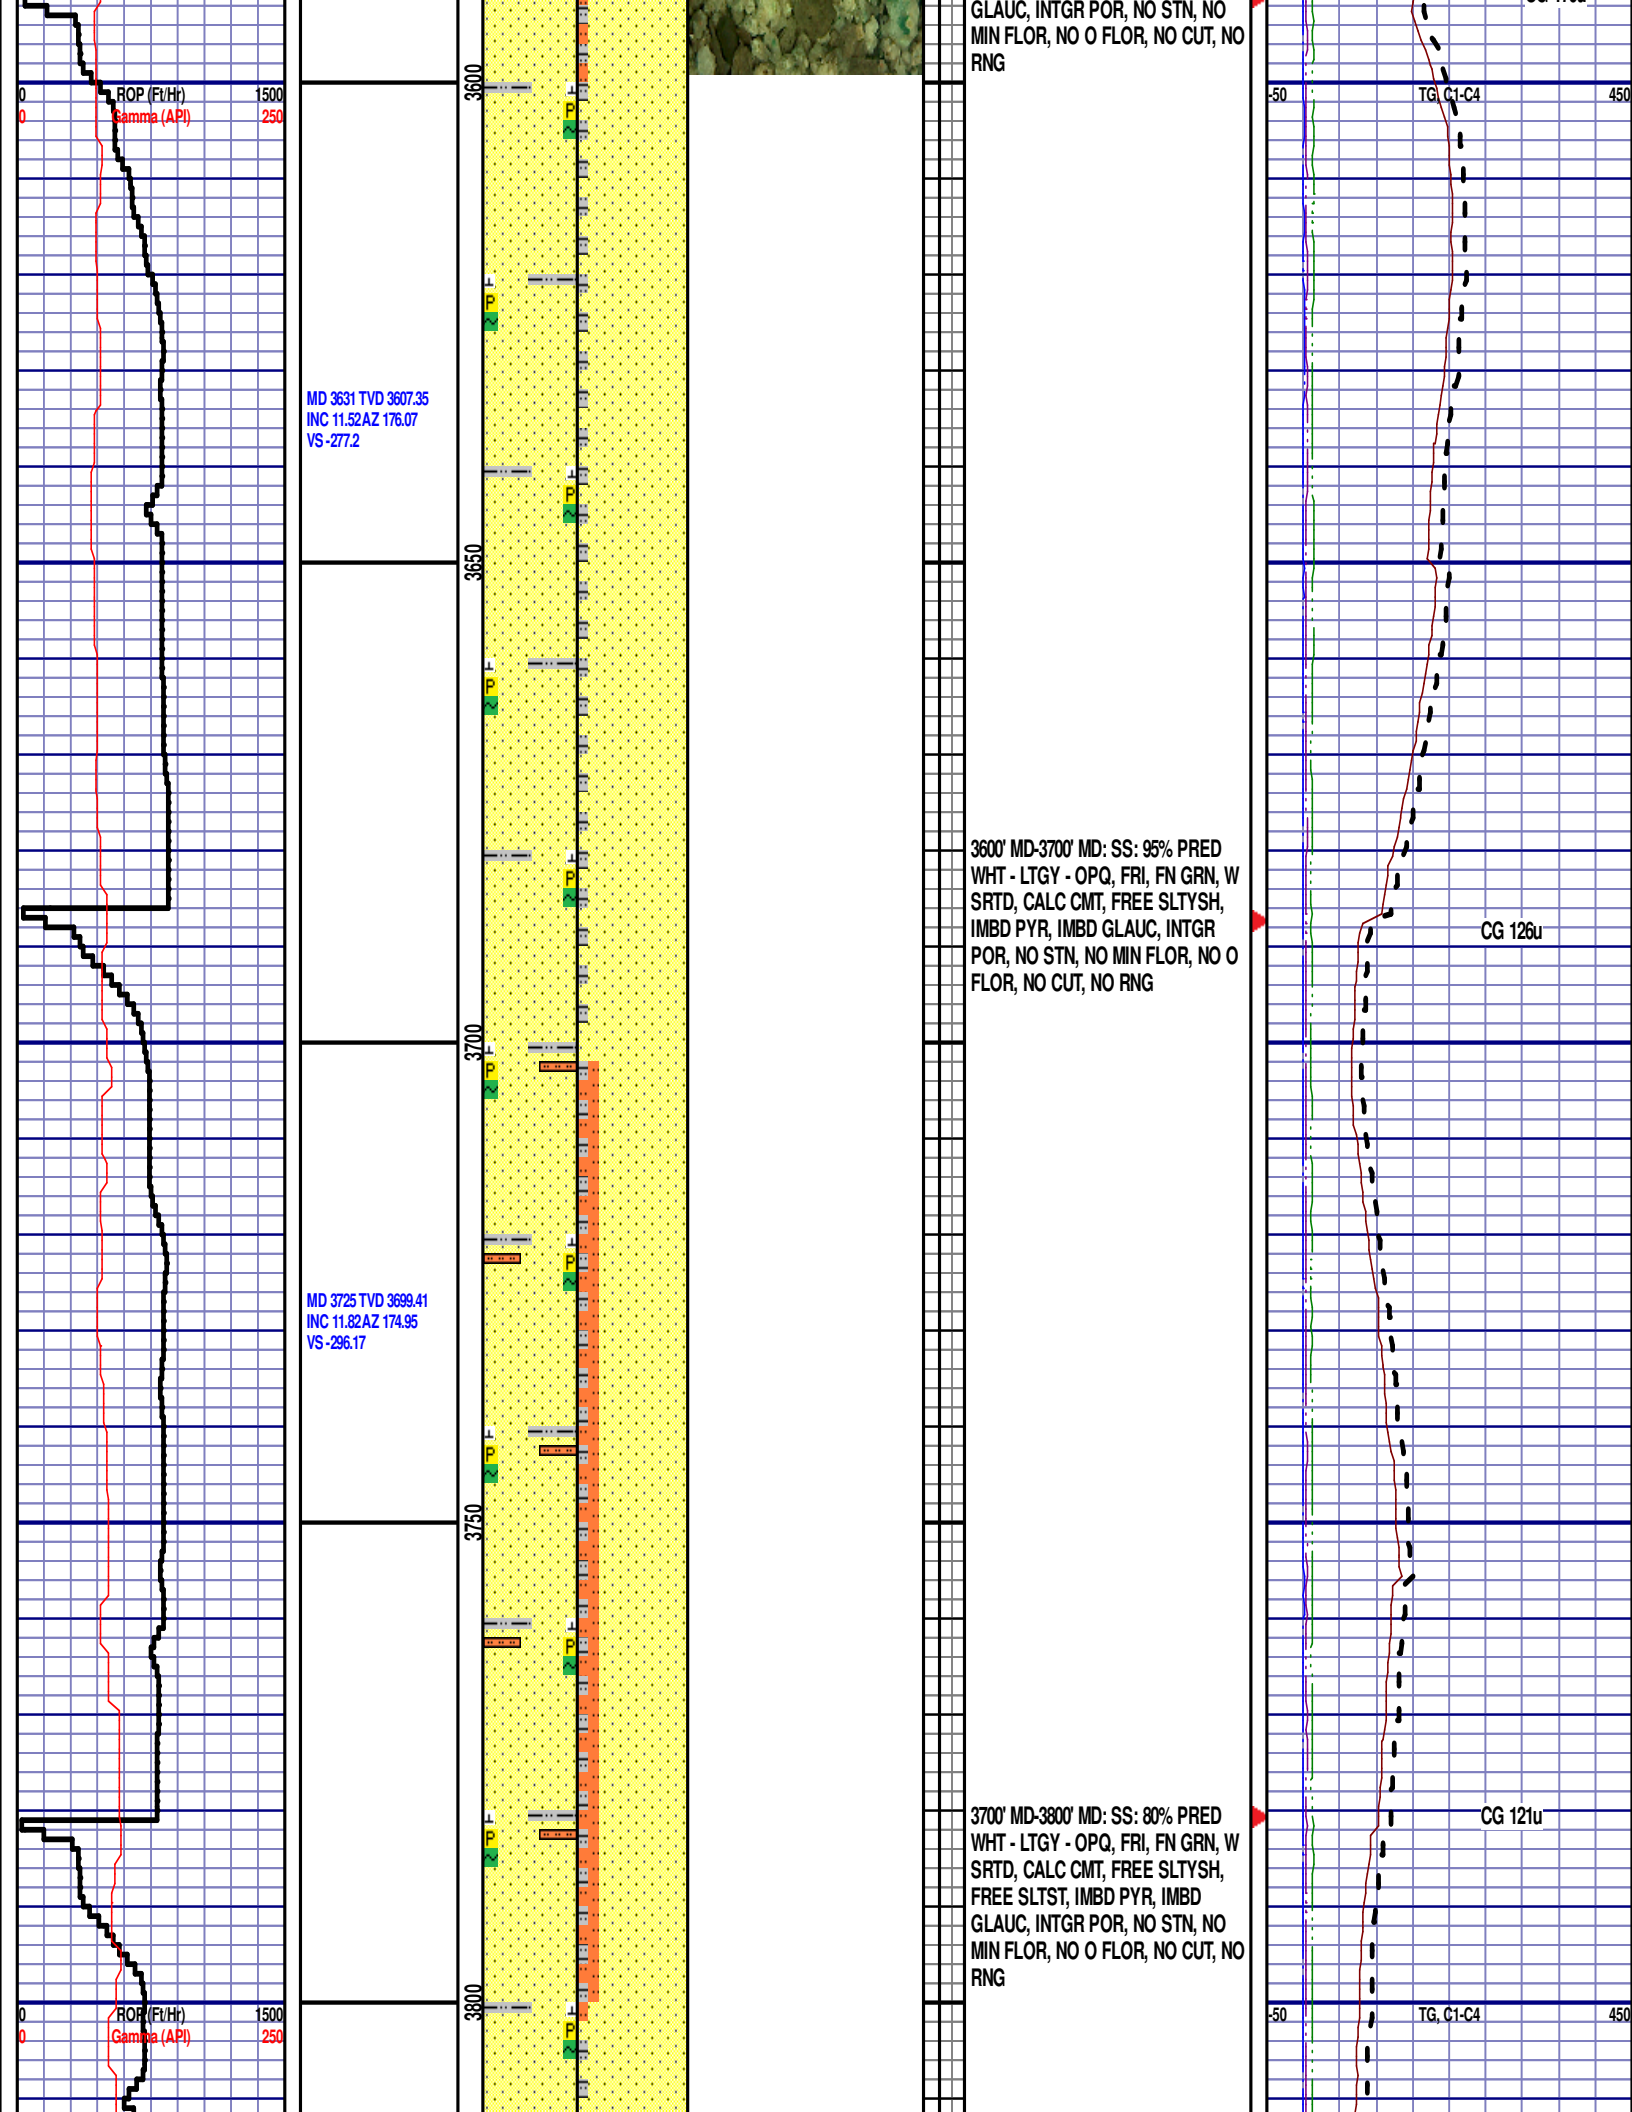 GLAUC, INTGR POR, NO STN, NO
MIN FLOR, NO O FLOR, NO CUT, NO
RNG
3600
0 ROP (Ft/Hr) 1500
0 Gamma (API) 250
-50 TG, C1-C4 450
P
P
MD 3631 TVD 3607.35
INC 11.52 AZ 176.07
VS -277.2
P
3650
P
3600' MD-3700' MD: SS: 95% PRED
WHT - LTGY - OPQ, FRI, FN GRN, W
SRTD, CALC CMT, FREE SLTYSH,
IMBD PYR, IMBD GLAUC, INTGR
POR, NO STN, NO MIN FLOR, NO O
FLOR, NO CUT, NO RNG
P
CG 126u
3700
P
P
MD 3725 TVD 3699.41
INC 11.82 AZ 174.95
VS -296.17
P
3750
P
3700' MD-3800' MD: SS: 80% PRED
WHT - LTGY - OPQ, FRI, FN GRN, W
SRTD, CALC CMT, FREE SLTYSH,
FREE SLTST, IMBD PYR, IMBD
GLAUC, INTGR POR, NO STN, NO
MIN FLOR, NO O FLOR, NO CUT, NO
RNG
CG 121u
P
3800
0 ROP (Ft/Hr) 1500
0 Gamma (API) 250
-50 TG, C1-C4 450
P